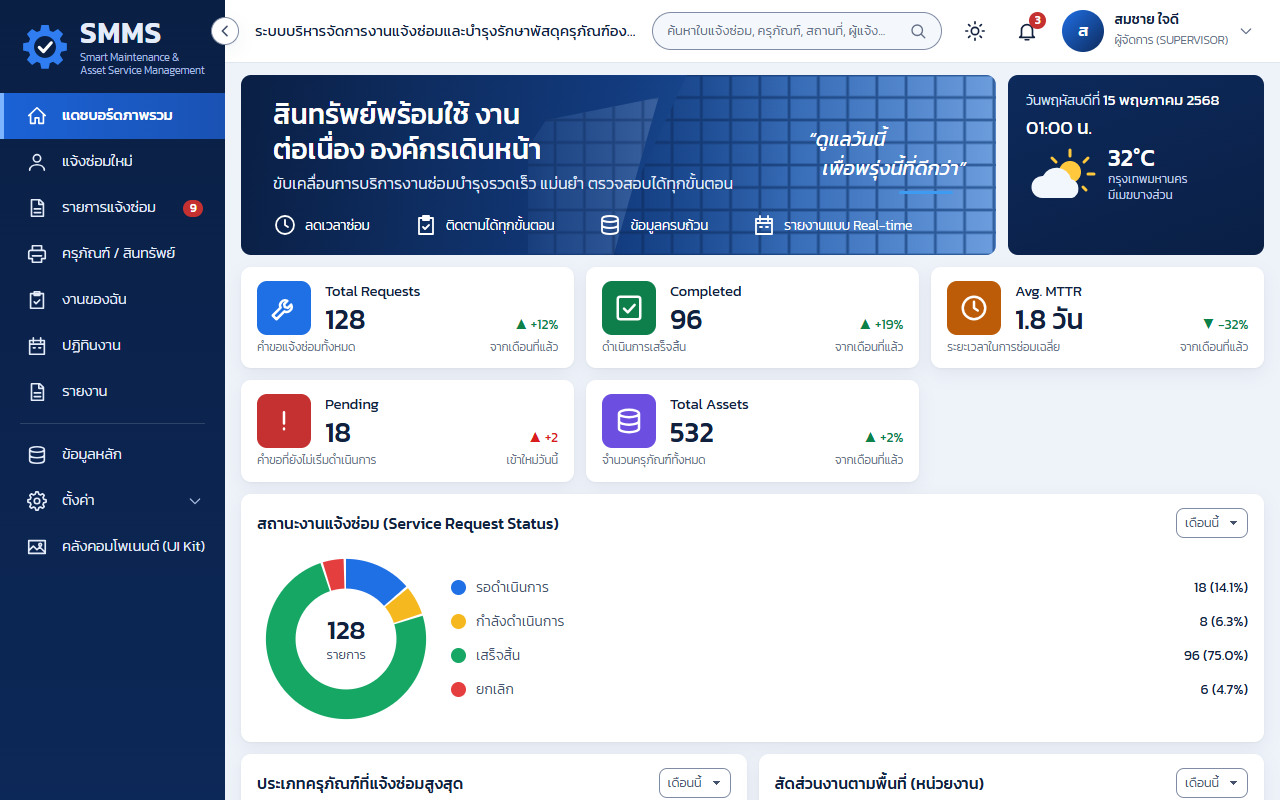 SMMS
Smart Maintenance &
Asset Service Management
แดชบอร์ดภาพรวม
แจ้งซ่อมใหม่
รายการแจ้งซ่อม 9
ครุภัณฑ์ / สินทรัพย์
งานของฉัน
ปฏิทินงาน
รายงาน
ข้อมูลหลัก
ตั้งค่า
คลังคอมโพเนนต์ (UI Kit)
ระบบบริหารจัดการงานแจ้งซ่อมและบำรุงรักษาพัสดุครุภัณฑ์ของ...
ค้นหาใบแจ้งซ่อม, ครุภัณฑ์, สถานที่, ผู้แจ้ง...
3
ส
สมชาย ใจดี
ผู้จัดการ (SUPERVISOR)
สินทรัพย์พร้อมใช้ งาน
ต่อเนื่อง องค์กรเดินหน้า
ขับเคลื่อนการบริการงานซ่อมบำรุงรวดเร็ว แม่นยำ ตรวจสอบได้ทุกขั้นตอน
“ดูแลวันนี้
เพื่อพรุ่งนี้ที่ดีกว่า”
ลดเวลาซ่อม
ติดตามได้ทุกขั้นตอน
ข้อมูลครบถ้วน
รายงานแบบ Real-time
วันพฤหัสบดีที่ 15 พฤษภาคม 2568
01:00 น.
32°C
กรุงเทพมหานคร
มีเมฆบางส่วน
Total Requests
128
▲ +12%
คำขอแจ้งซ่อมทั้งหมด
จากเดือนที่แล้ว
Completed
96
▲ +19%
ดำเนินการเสร็จสิ้น
จากเดือนที่แล้ว
Avg. MTTR
1.8 วัน
▼ -32%
ระยะเวลาในการซ่อมเฉลี่ย
จากเดือนที่แล้ว
Pending
18
▲ +2
คำขอที่ยังไม่เริ่มดำเนินการ
เข้าใหม่วันนี้
Total Assets
532
▲ +2%
จำนวนครุภัณฑ์ทั้งหมด
จากเดือนที่แล้ว
สถานะงานแจ้งซ่อม (Service Request Status)
เดือนนี้
128
รายการ
รอดำเนินการ 18 (14.1%)
กำลังดำเนินการ 8 (6.3%)
เสร็จสิ้น 96 (75.0%)
ยกเลิก 6 (4.7%)
ประเภทครุภัณฑ์ที่แจ้งซ่อมสูงสุด
เดือนนี้
สัดส่วนงานตามพื้นที่ (หน่วยงาน)
เดือนนี้